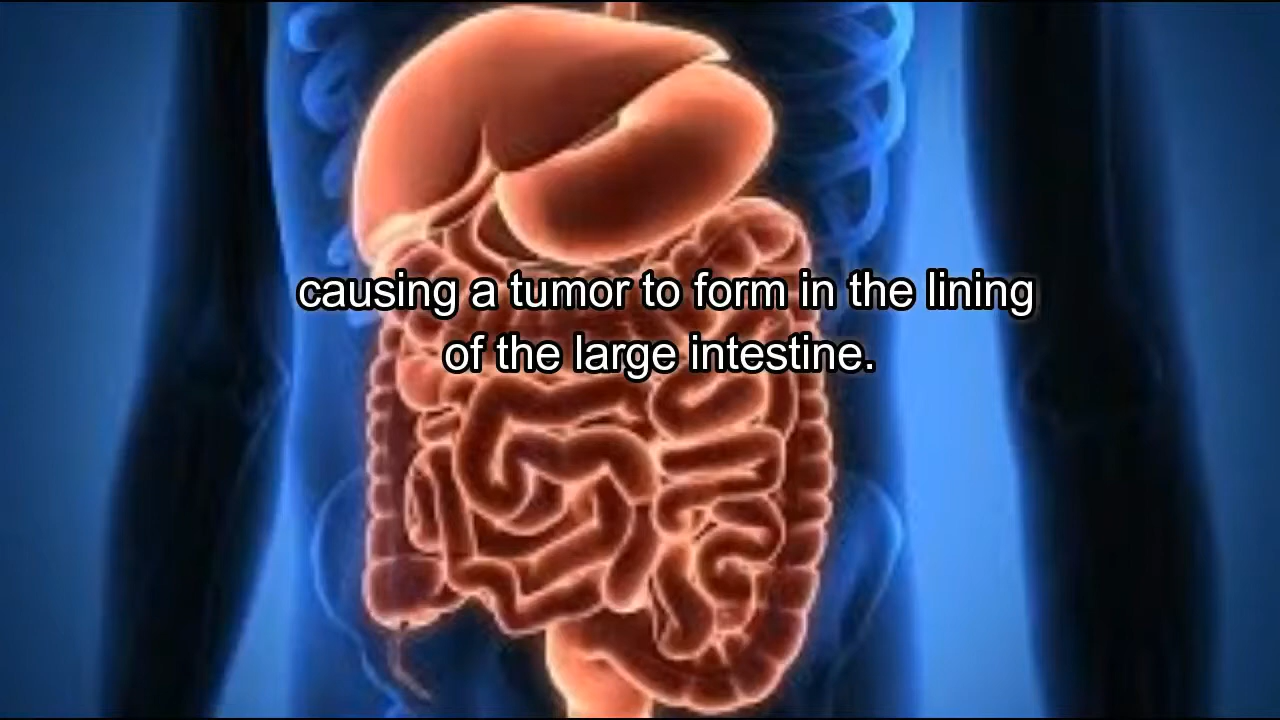 causing a tumor to form in the lining
of the large intestine.